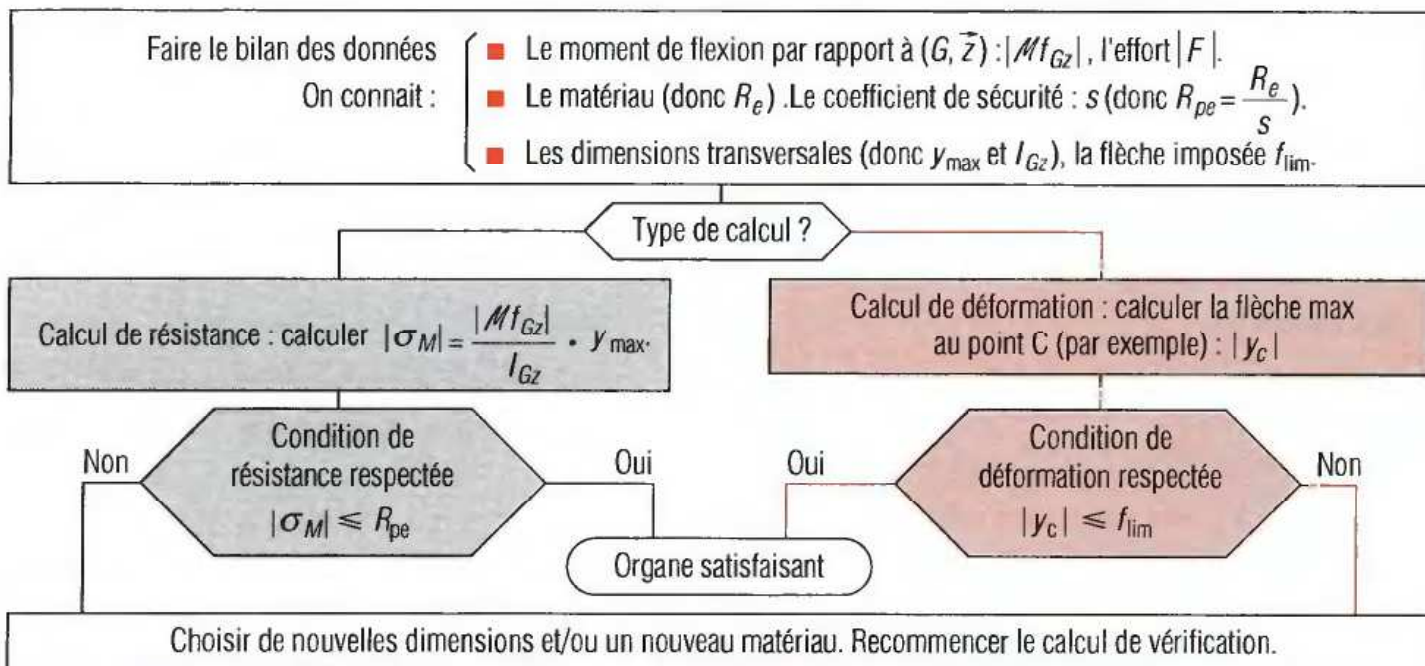 Faire le bilan des données
On connait :
■ Le moment de flexion par rapport à (G, z⃗) : |Mf_Gz|, l'effort |F|.
■ Le matériau (donc R_e) .Le coefficient de sécurité : s (donc R_pe = R_e / s).
■ Les dimensions transversales (donc y_max et I_Gz), la flèche imposée f_lim.
Type de calcul ?
Calcul de résistance : calculer |σ_M| = |Mf_Gz| / I_Gz · y_max.
Calcul de déformation : calculer la flèche max
au point C (par exemple) : |y_c|
Non
Condition de
résistance respectée
|σ_M| ⩽ R_pe
Oui
Oui
Condition de
déformation respectée
|y_c| ⩽ f_lim
Non
Organe satisfaisant
Choisir de nouvelles dimensions et/ou un nouveau matériau. Recommencer le calcul de vérification.